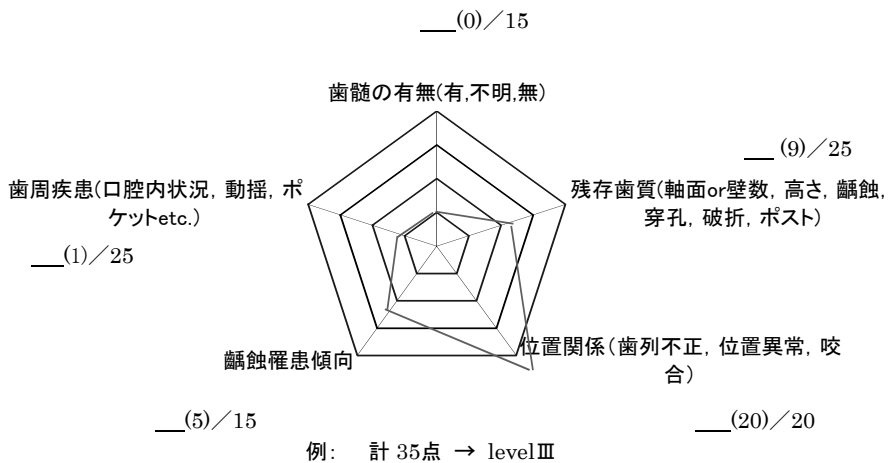 ___(0)／15
歯髄の有無(有,不明,無)
___ (9)／25
歯周疾患(口腔内状況, 動揺, ポ
ケットetc.)
残存歯質(軸面or壁数, 高さ, 齲蝕,
穿孔, 破折, ポスト)
___(1)／25
齲蝕罹患傾向
位置関係(歯列不正, 位置異常, 咬
合)
___(5)／15
___(20)／20
例:　計 35点 → levelⅢ